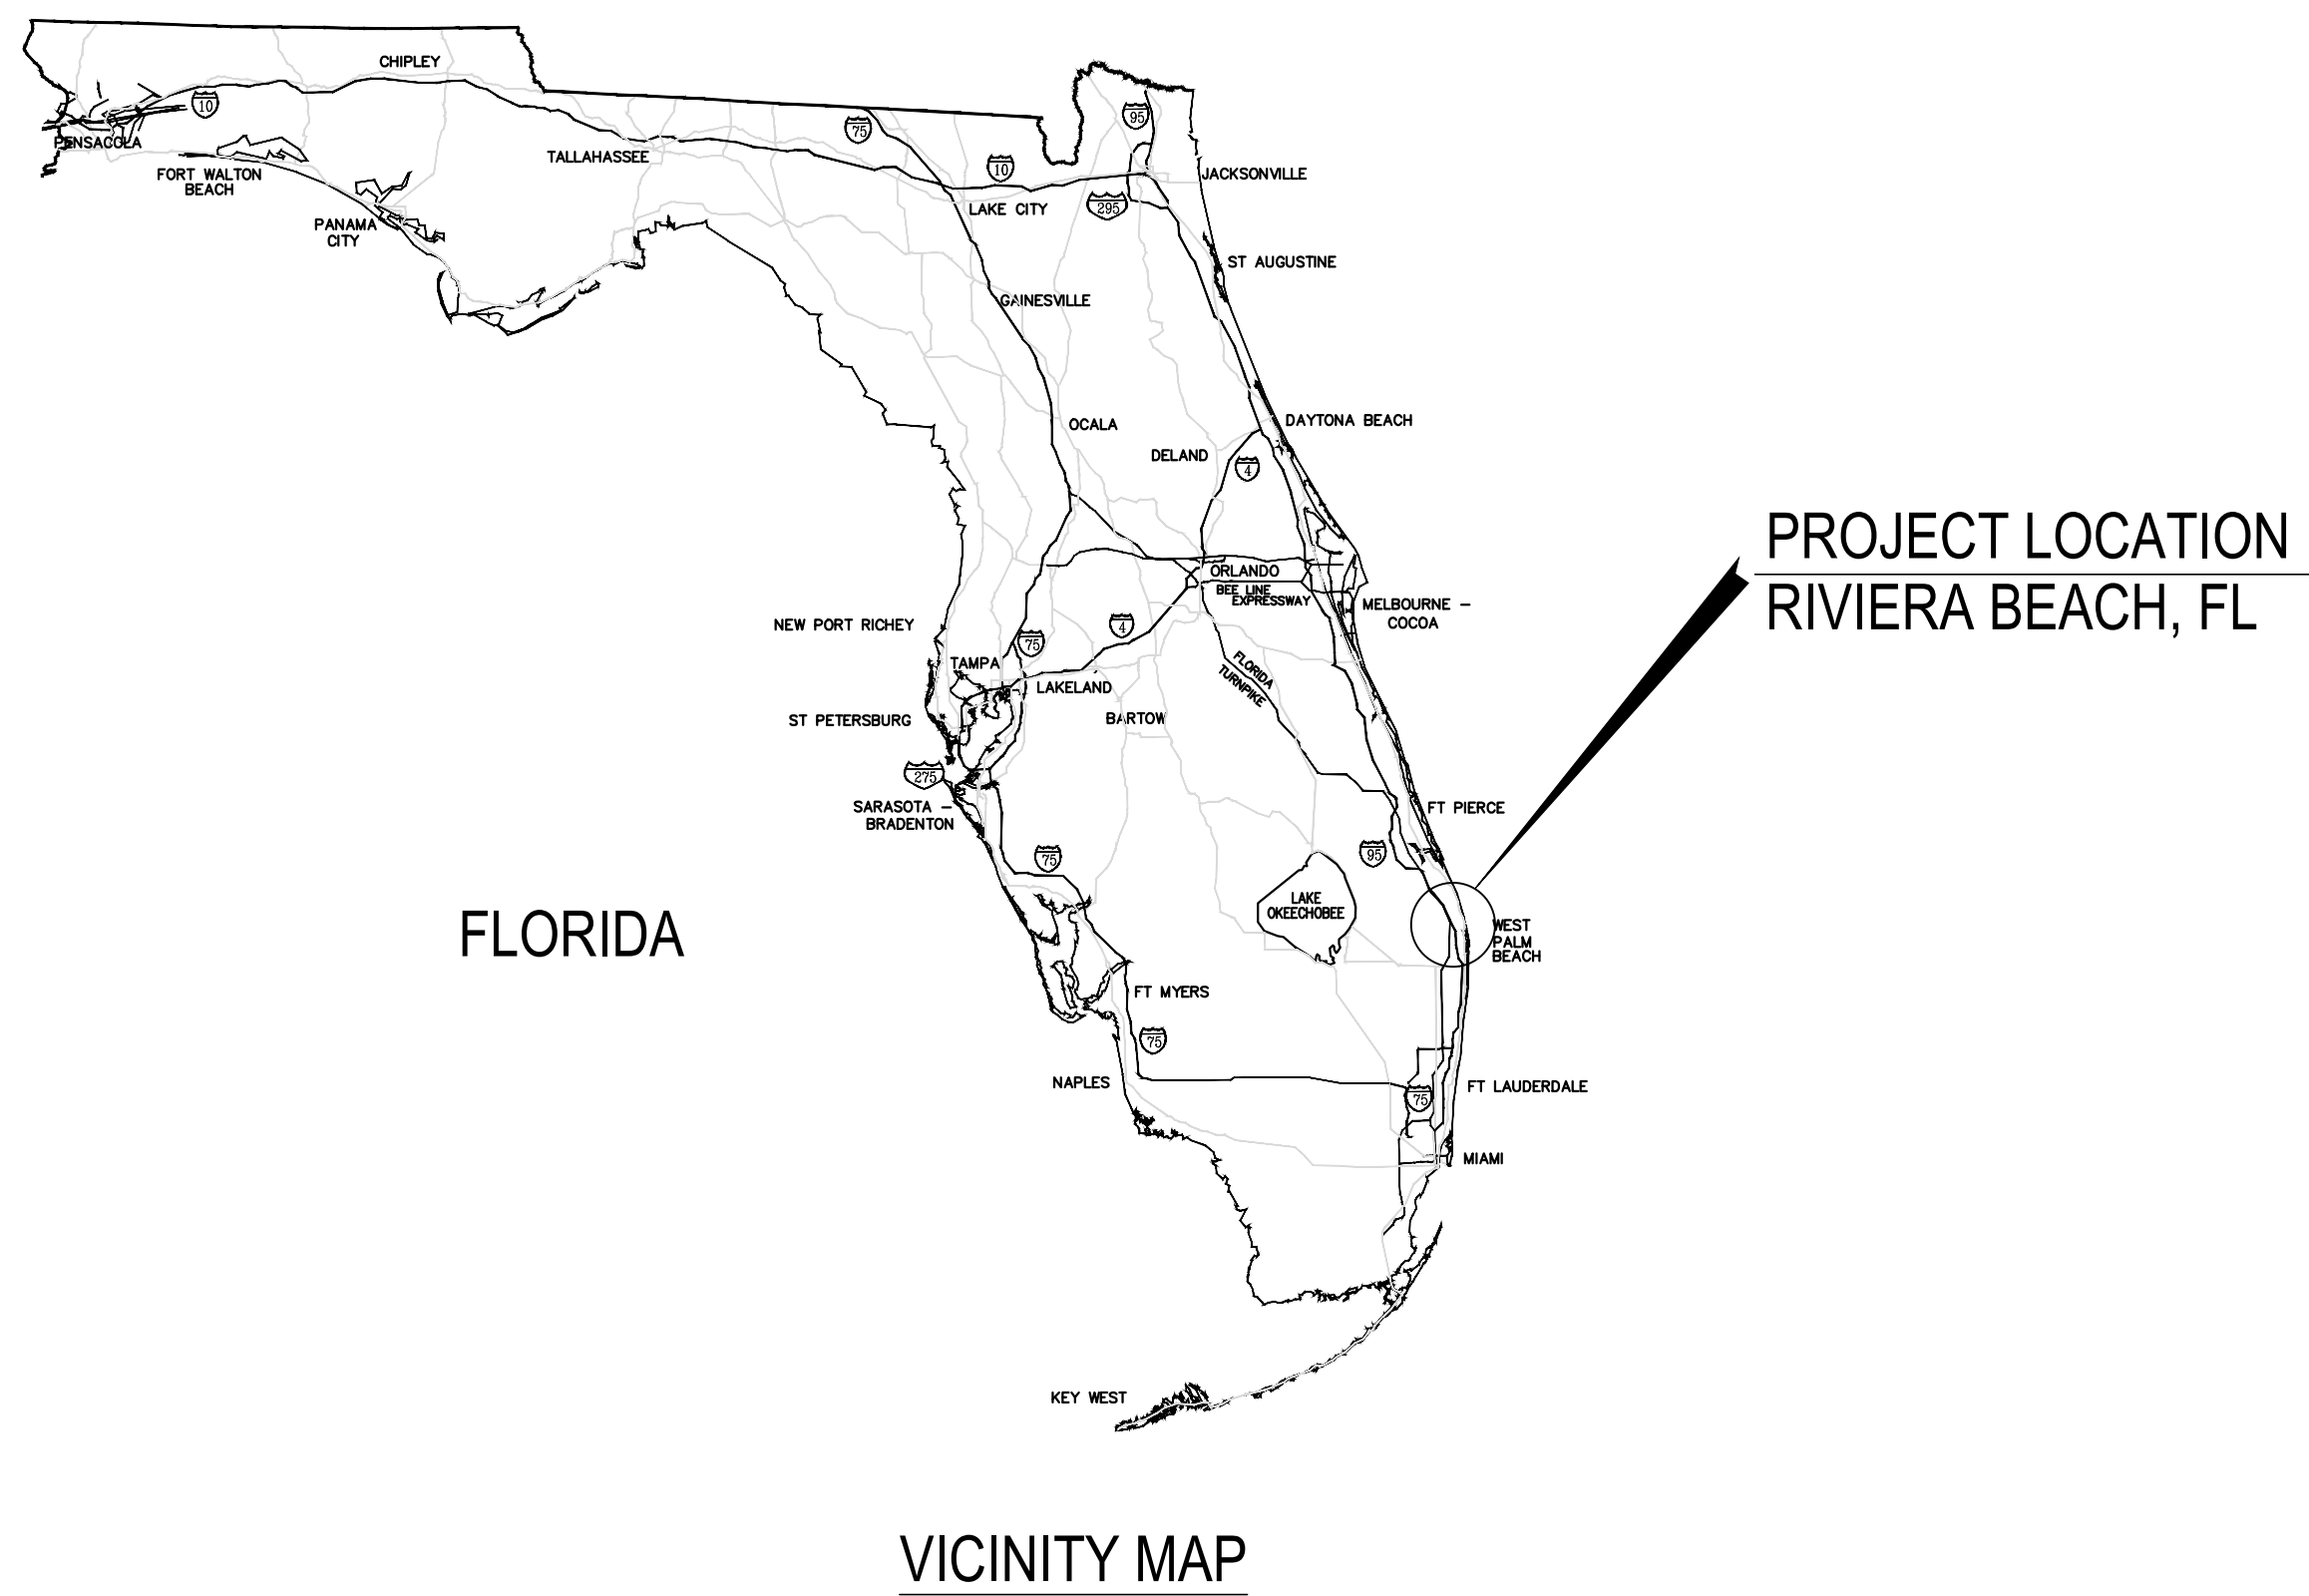 CHIPLEY
10
PENSACOLA
FORT WALTON
BEACH
PANAMA
CITY
TALLAHASSEE
75
10
LAKE CITY
95
295
JACKSONVILLE
ST AUGUSTINE
GAINESVILLE
OCALA
DELAND
DAYTONA BEACH
4
PROJECT LOCATION
RIVIERA BEACH, FL
ORLANDO
BEE LINE
EXPRESSWAY
MELBOURNE –
COCOA
NEW PORT RICHEY
75
4
TAMPA
LAKELAND
FLORIDA
TURNPIKE
ST PETERSBURG
BARTOW
275
SARASOTA –
BRADENTON
FT PIERCE
75
95
LAKE
OKEECHOBEE
FLORIDA
WEST
PALM
BEACH
FT MYERS
75
NAPLES
75
FT LAUDERDALE
MIAMI
KEY WEST
VICINITY MAP